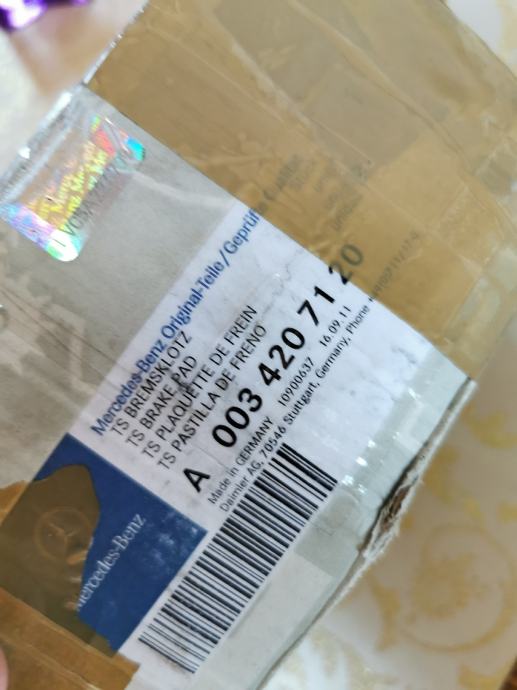 Mercedes-Benz Original-Teile/Geprüft
TS BREMSKLOTZ
TS BRAKE PAD
TS PLAQUETTE DE FREIN
TS PASTILLA DE FRENO
A 003 420 71 20
Made in GERMANY 10900637 16.09.11
Daimler AG, 70546 Stuttgart, Germany, Phone
Mercedes-Benz